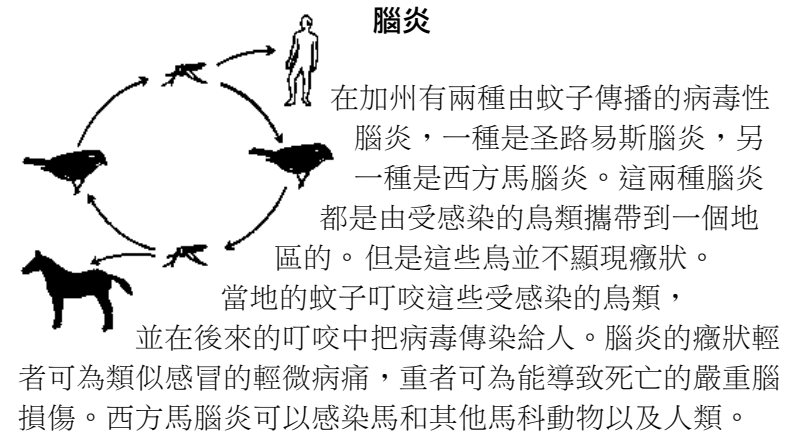 腦炎
在加州有兩種由蚊子傳播的病毒性
腦炎，一種是圣路易斯腦炎，另
一種是西方馬腦炎。這兩種腦炎
都是由受感染的鳥類攜帶到一個地
區的。但是這些鳥並不顯現癥狀。
當地的蚊子叮咬這些受感染的鳥類，
並在後來的叮咬中把病毒傳染給人。腦炎的癥狀輕
者可為類似感冒的輕微病痛，重者可為能導致死亡的嚴重腦
損傷。西方馬腦炎可以感染馬和其他馬科動物以及人類。